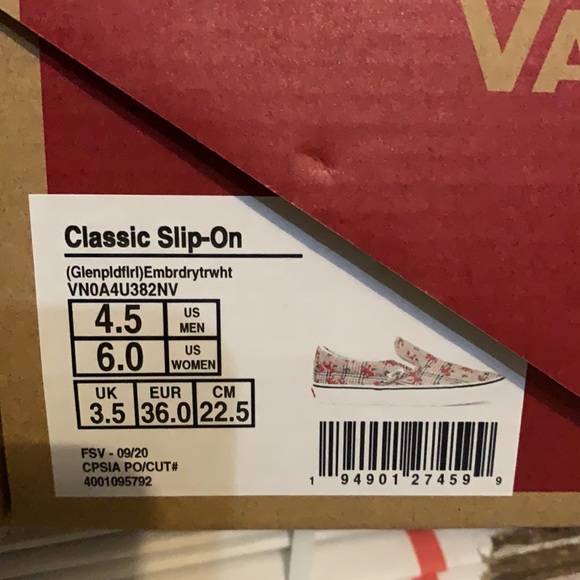 VA
Classic Slip-On
(Glenpldflrl)Embrdrytrwht
VN0A4U382NV
4.5 US MEN
6.0 US WOMEN
UK EUR CM
3.5 36.0 22.5
FSV - 09/20
CPSIA PO/CUT#
4001095792
1 94901 27459 9